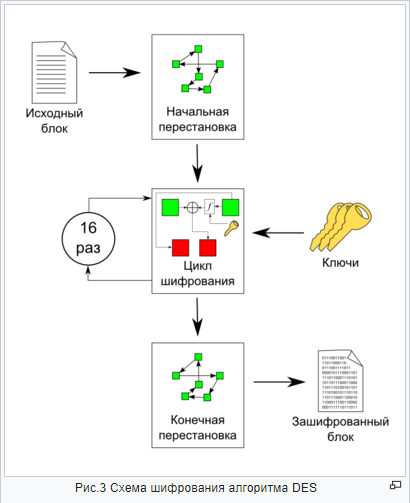 Исходный
блок
Начальная
перестановка
16
раз
f
Цикл
шифрования
Ключи
Конечная
перестановка
Зашифрованный
блок
Рис.3 Схема шифрования алгоритма DES